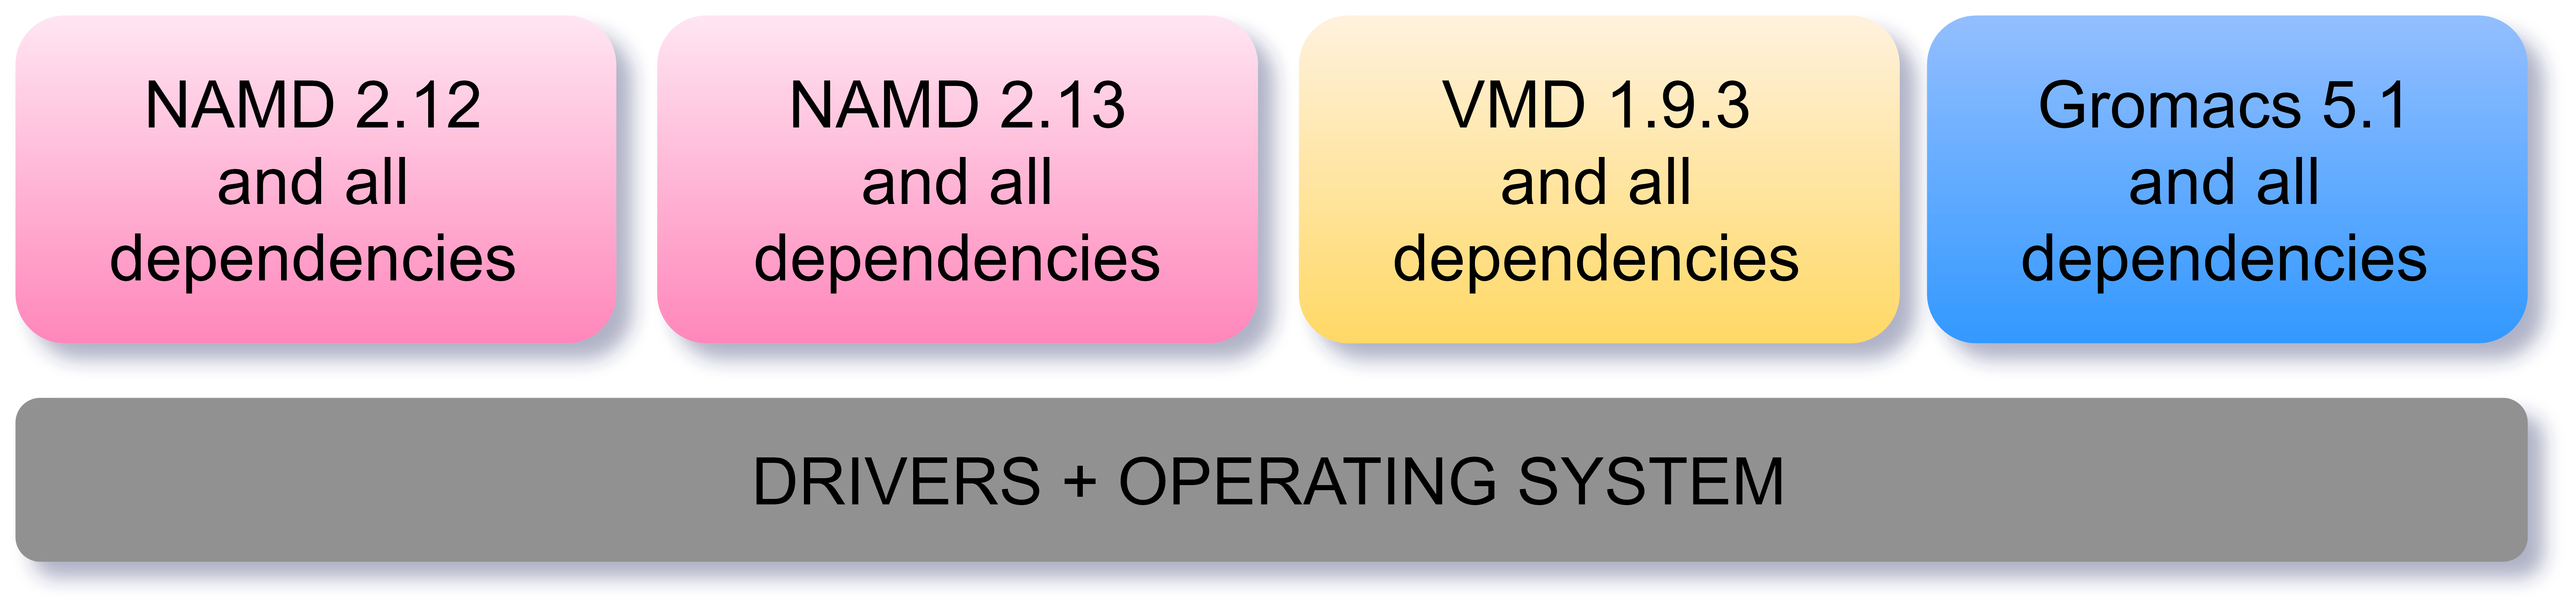 NAMD 2.12
and all
dependencies
NAMD 2.13
and all
dependencies
VMD 1.9.3
and all
dependencies
Gromacs 5.1
and all
dependencies
DRIVERS + OPERATING SYSTEM